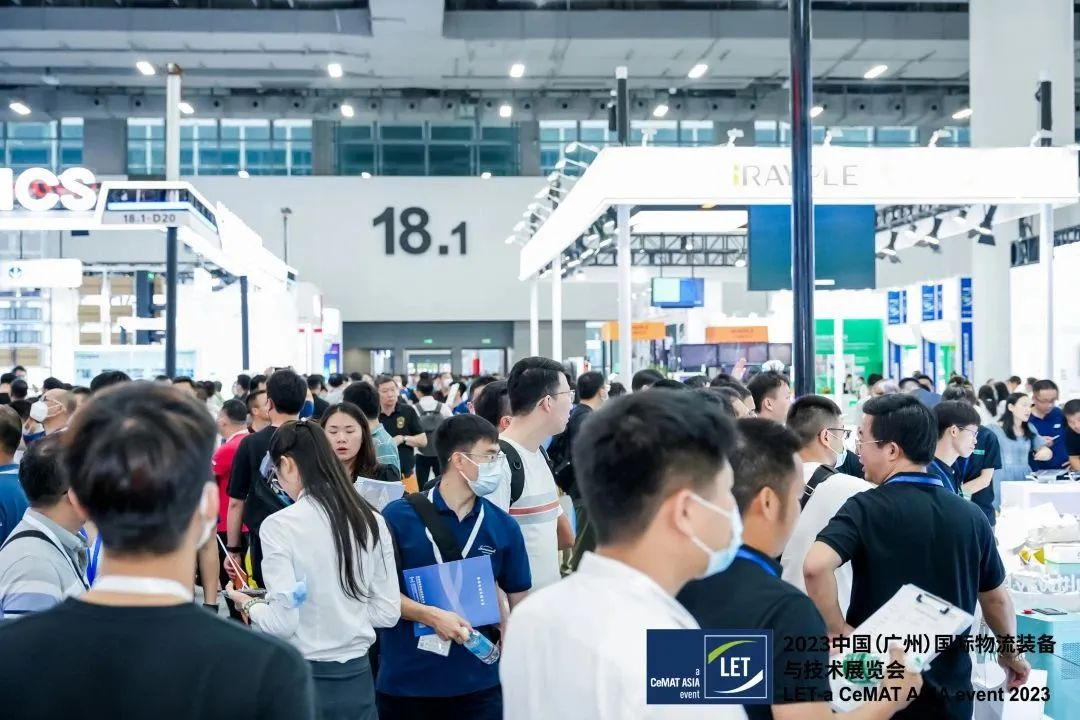 ICS
18.1-D20
18.1
iRAYPLE
a
CeMAT ASIA
event
LET
2023中国（广州）国际物流装备
与技术展览会
LET-a CeMAT ASIA event 2023